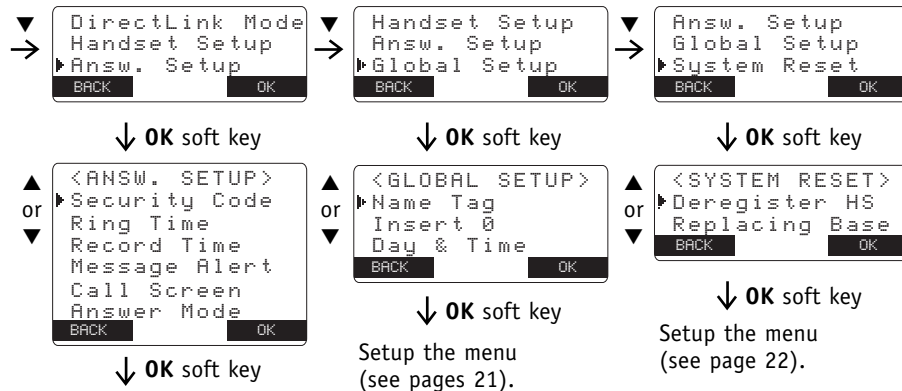 DirectLink Mode
Handset Setup
Answ. Setup
BACK OK
OK soft key
<ANSW. SETUP>
Security Code
Ring Time
Record Time
Message Alert
Call Screen
Answer Mode
BACK OK
OK soft key
or
Handset Setup
Answ. Setup
Global Setup
BACK OK
OK soft key
<GLOBAL SETUP>
Name Tag
Insert 0
Day & Time
BACK OK
OK soft key
Setup the menu
(see pages 21).
or
Answ. Setup
Global Setup
System Reset
BACK OK
OK soft key
<SYSTEM RESET>
Deregister HS
Replacing Base
BACK OK
OK soft key
Setup the menu
(see page 22).
or